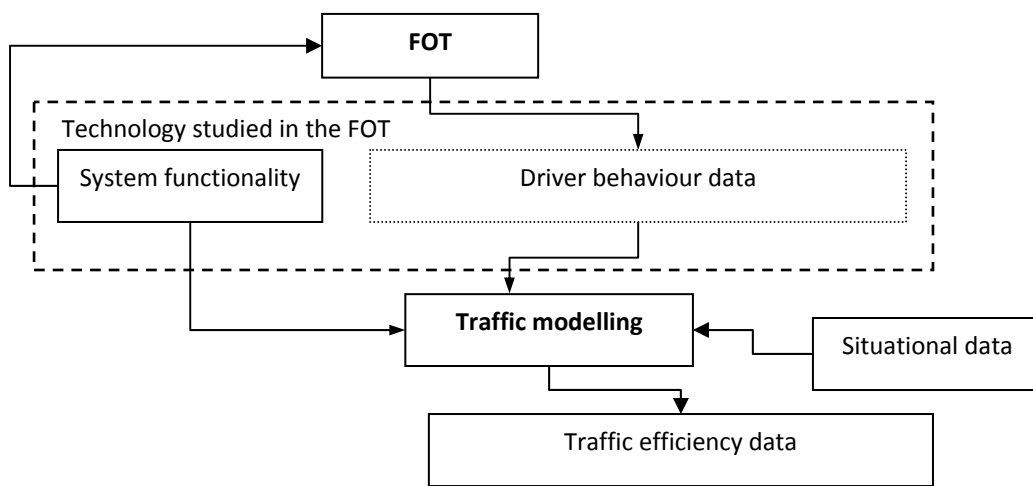 FOT
Technology studied in the FOT
System functionality
Driver behaviour data
Traffic modelling
Situational data
Traffic efficiency data